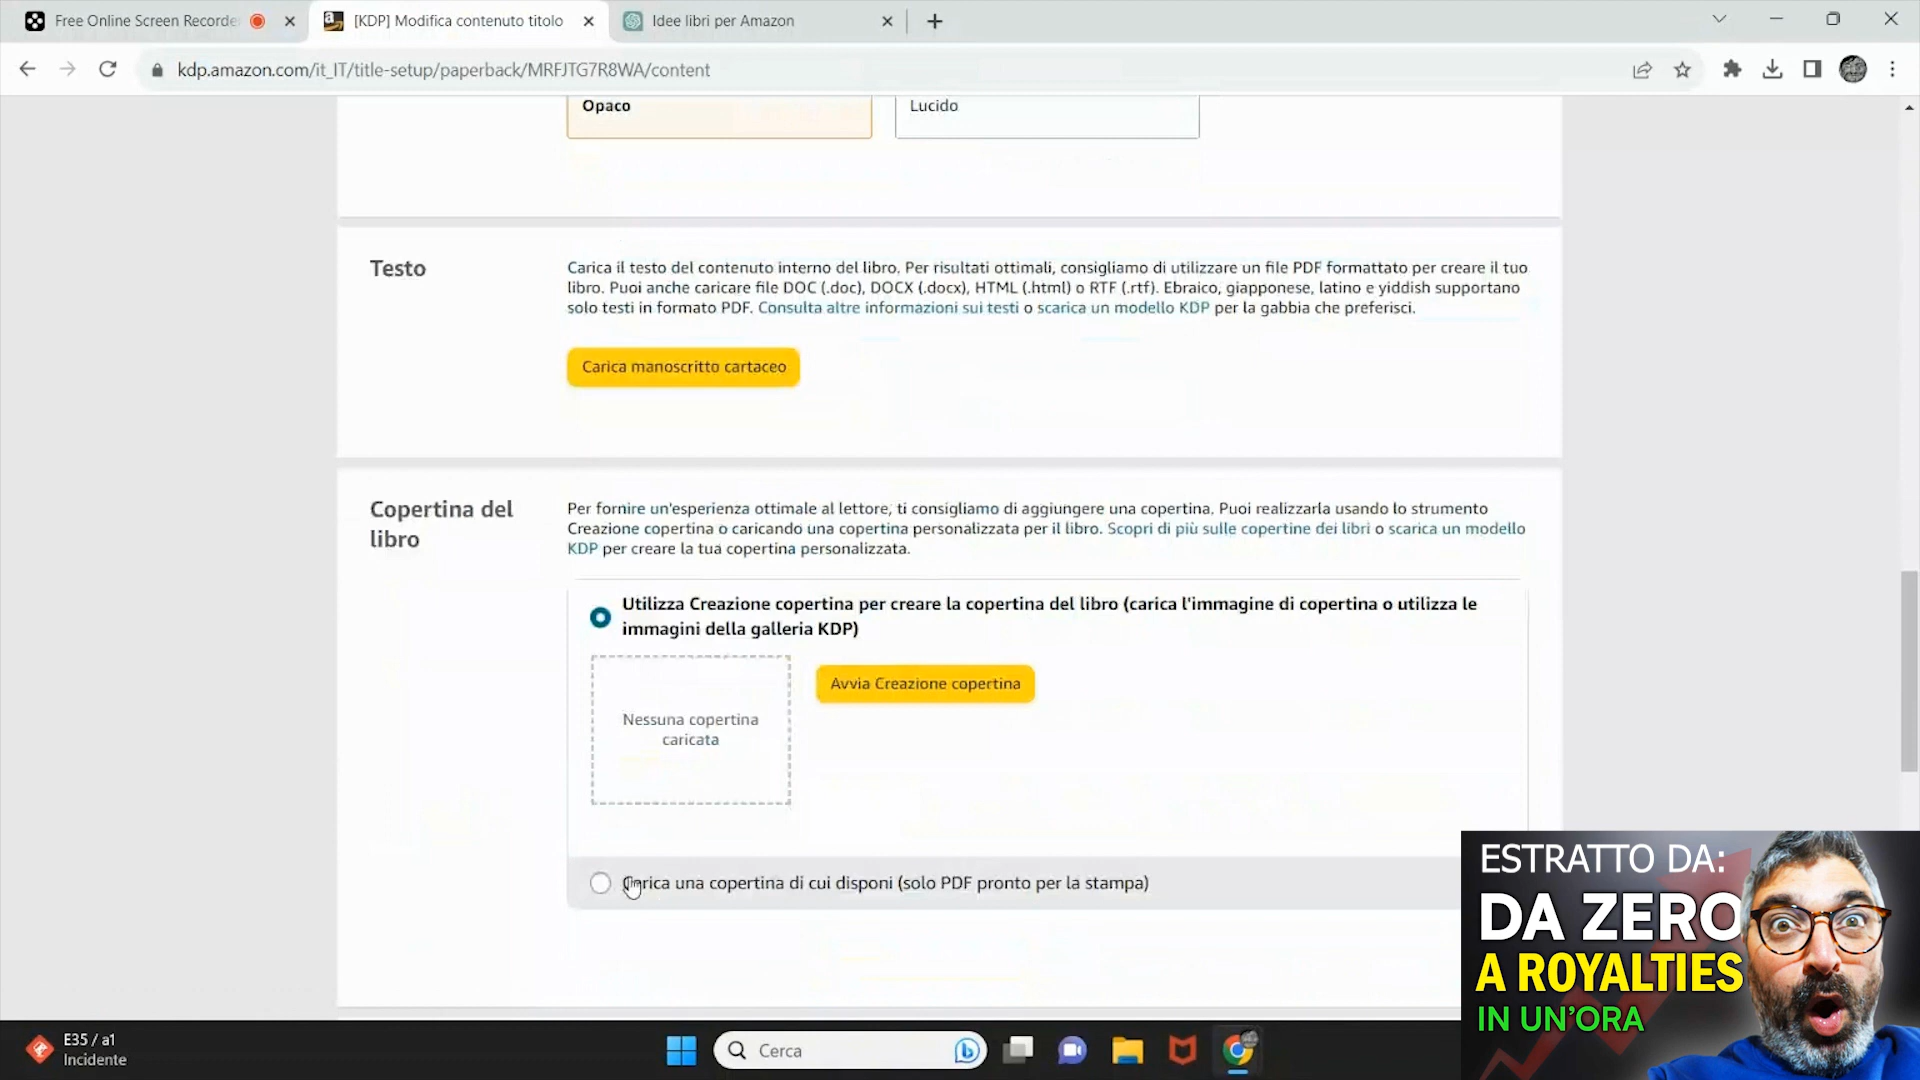 Free Online Screen Recorde
[KDP] Modifica contenuto titolo
Idee libri per Amazon
kdp.amazon.com/it_IT/title-setup/paperback/MRFJTG7R8WA/content
Opaco
Lucido
Testo
Carica il testo del contenuto interno del libro. Per risultati ottimali, consigliamo di utilizzare un file PDF formattato per creare il tuo
libro. Puoi anche caricare file DOC (.doc), DOCX (.docx), HTML (.html) o RTF (.rtf). Ebraico, giapponese, latino e yiddish supportano
solo testi in formato PDF. Consulta altre informazioni sui testi o scarica un modello KDP per la gabbia che preferisci.
Carica manoscritto cartaceo
Copertina del
libro
Per fornire un'esperienza ottimale al lettore, ti consigliamo di aggiungere una copertina. Puoi realizzarla usando lo strumento
Creazione copertina o caricando una copertina personalizzata per il libro. Scopri di più sulle copertine dei libri o scarica un modello
KDP per creare la tua copertina personalizzata.
Utilizza Creazione copertina per creare la copertina del libro (carica l'immagine di copertina o utilizza le
immagini della galleria KDP)
Nessuna copertina
caricata
Avvia Creazione copertina
Carica una copertina di cui disponi (solo PDF pronto per la stampa)
ESTRATTO DA:
DA ZERO
A ROYALTIES
IN UN'ORA
E35 / a1
Incidente
Cerca